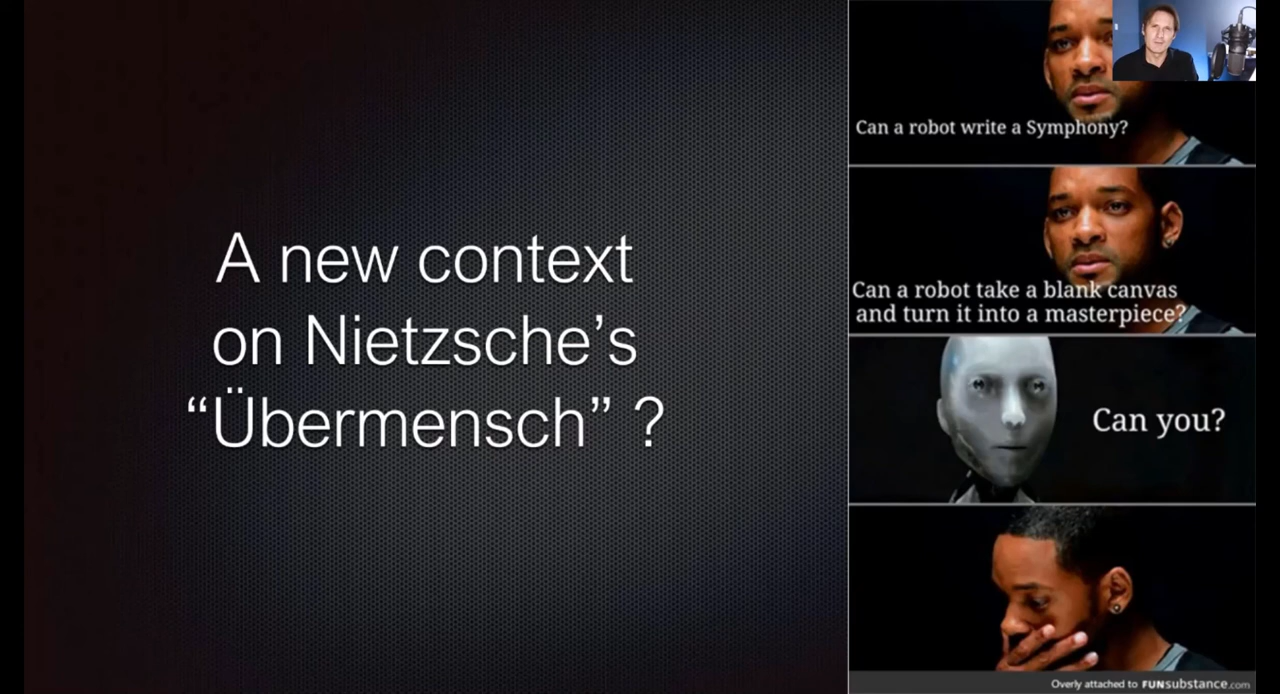 A new context
on Nietzsche’s
“Übermensch” ?
Can a robot write a Symphony?
Can a robot take a blank canvas
and turn it into a masterpiece?
Can you?
Overly attached to FUNsubstance.com